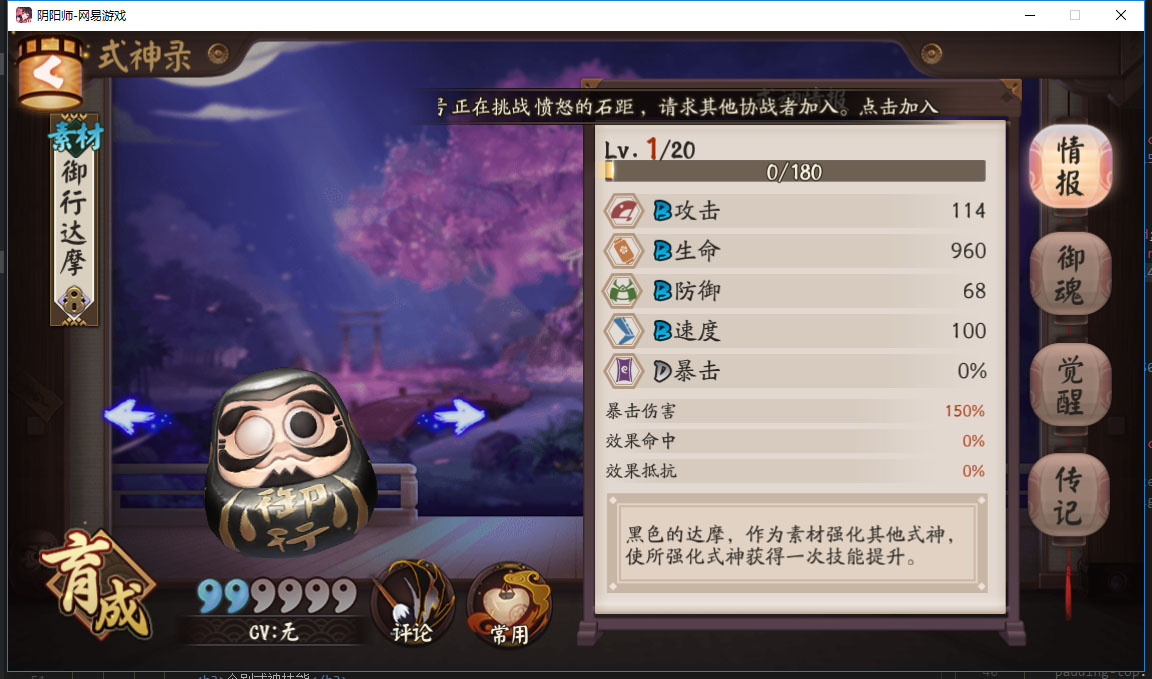 阴阳师-网易游戏
式神录
正在挑战愤怒的石距，请求其他协战者加入。点击加入
素材
御行达摩
Lv. 1/20
0/180
B攻击 114
B生命 960
B防御 68
B速度 100
D暴击 0%
暴击伤害 150%
效果命中 0%
效果抵抗 0%
黑色的达摩，作为素材强化其他式神，
使所强化式神获得一次技能提升。
情报
御魂
觉醒
传记
御行
育成
999999
CV:无
评论
常用